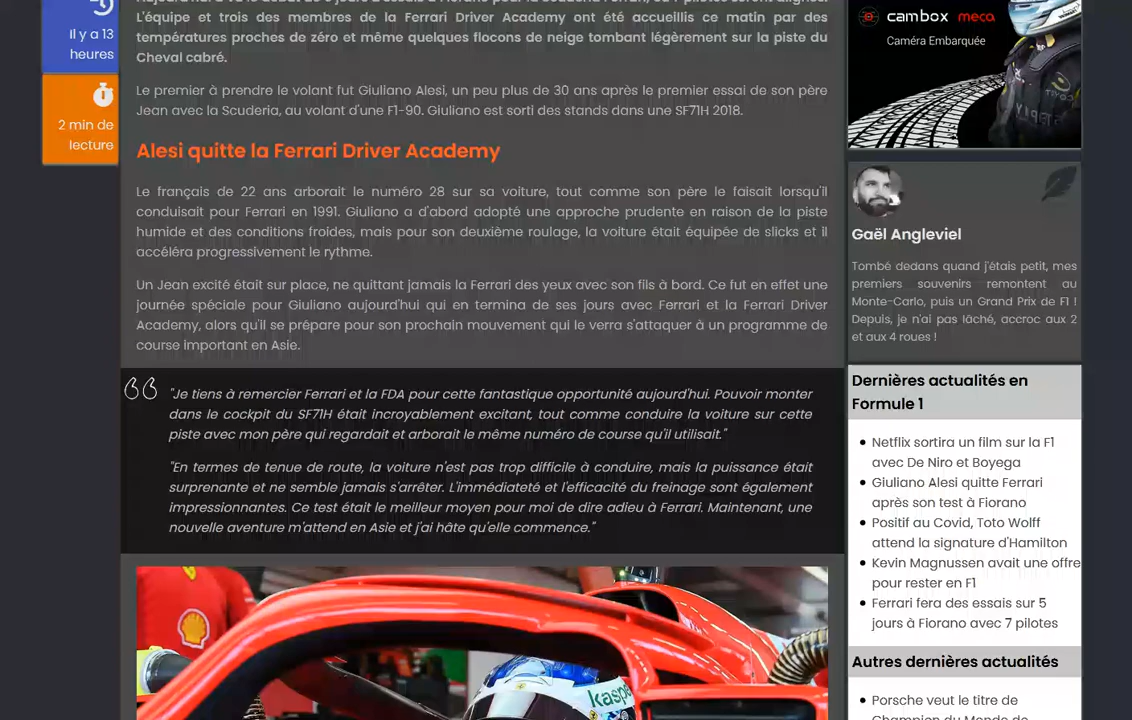 Il y a 13
heures
2 min de
lecture
L'équipe et trois des membres de la Ferrari Driver Academy ont été accueillis ce matin par des
températures proches de zéro et même quelques flocons de neige tombant légèrement sur la piste du
Cheval cabré.
Le premier à prendre le volant fut Giuliano Alesi, un peu plus de 30 ans après le premier essai de son père
Jean avec la Scuderia, au volant d'une F1-90. Giuliano est sorti des stands dans une SF71H 2018.
Alesi quitte la Ferrari Driver Academy
Le français de 22 ans arborait le numéro 28 sur sa voiture, tout comme son père le faisait lorsqu'il
conduisait pour Ferrari en 1991. Giuliano a d'abord adopté une approche prudente en raison de la piste
humide et des conditions froides, mais pour son deuxième roulage, la voiture était équipée de slicks et il
accéléra progressivement le rythme.
Un Jean excité était sur place, ne quittant jamais la Ferrari des yeux avec son fils à bord. Ce fut en effet une
journée spéciale pour Giuliano aujourd'hui qui en termina de ses jours avec Ferrari et la Ferrari Driver
Academy, alors qu'il se prépare pour son prochain mouvement qui le verra s'attaquer à un programme de
course important en Asie.
"Je tiens à remercier Ferrari et la FDA pour cette fantastique opportunité aujourd'hui. Pouvoir monter
dans le cockpit du SF71H était incroyablement excitant, tout comme conduire la voiture sur cette
piste avec mon père qui regardait et arborait le même numéro de course qu'il utilisait."
"En termes de tenue de route, la voiture n'est pas trop difficile à conduire, mais la puissance était
surprenante et ne semble jamais s'arrêter. L'immédiateté et l'efficacité du freinage sont également
impressionnantes. Ce test était le meilleur moyen pour moi de dire adieu à Ferrari. Maintenant, une
nouvelle aventure m'attend en Asie et j'ai hâte qu'elle commence."
kaspe
cambox meca
Caméra Embarquée
Gaël Angleviel
Tombé dedans quand j'étais petit, mes
premiers souvenirs remontent au
Monte-Carlo, puis un Grand Prix de F1 !
Depuis, je n'ai pas lâché, accroc aux 2
et aux 4 roues !
Dernières actualités en
Formule 1
Netflix sortira un film sur la F1
avec De Niro et Boyega
Giuliano Alesi quitte Ferrari
après son test à Fiorano
Positif au Covid, Toto Wolff
attend la signature d'Hamilton
Kevin Magnussen avait une offre
pour rester en F1
Ferrari fera des essais sur 5
jours à Fiorano avec 7 pilotes
Autres dernières actualités
Porsche veut le titre de
Champion du Monde de